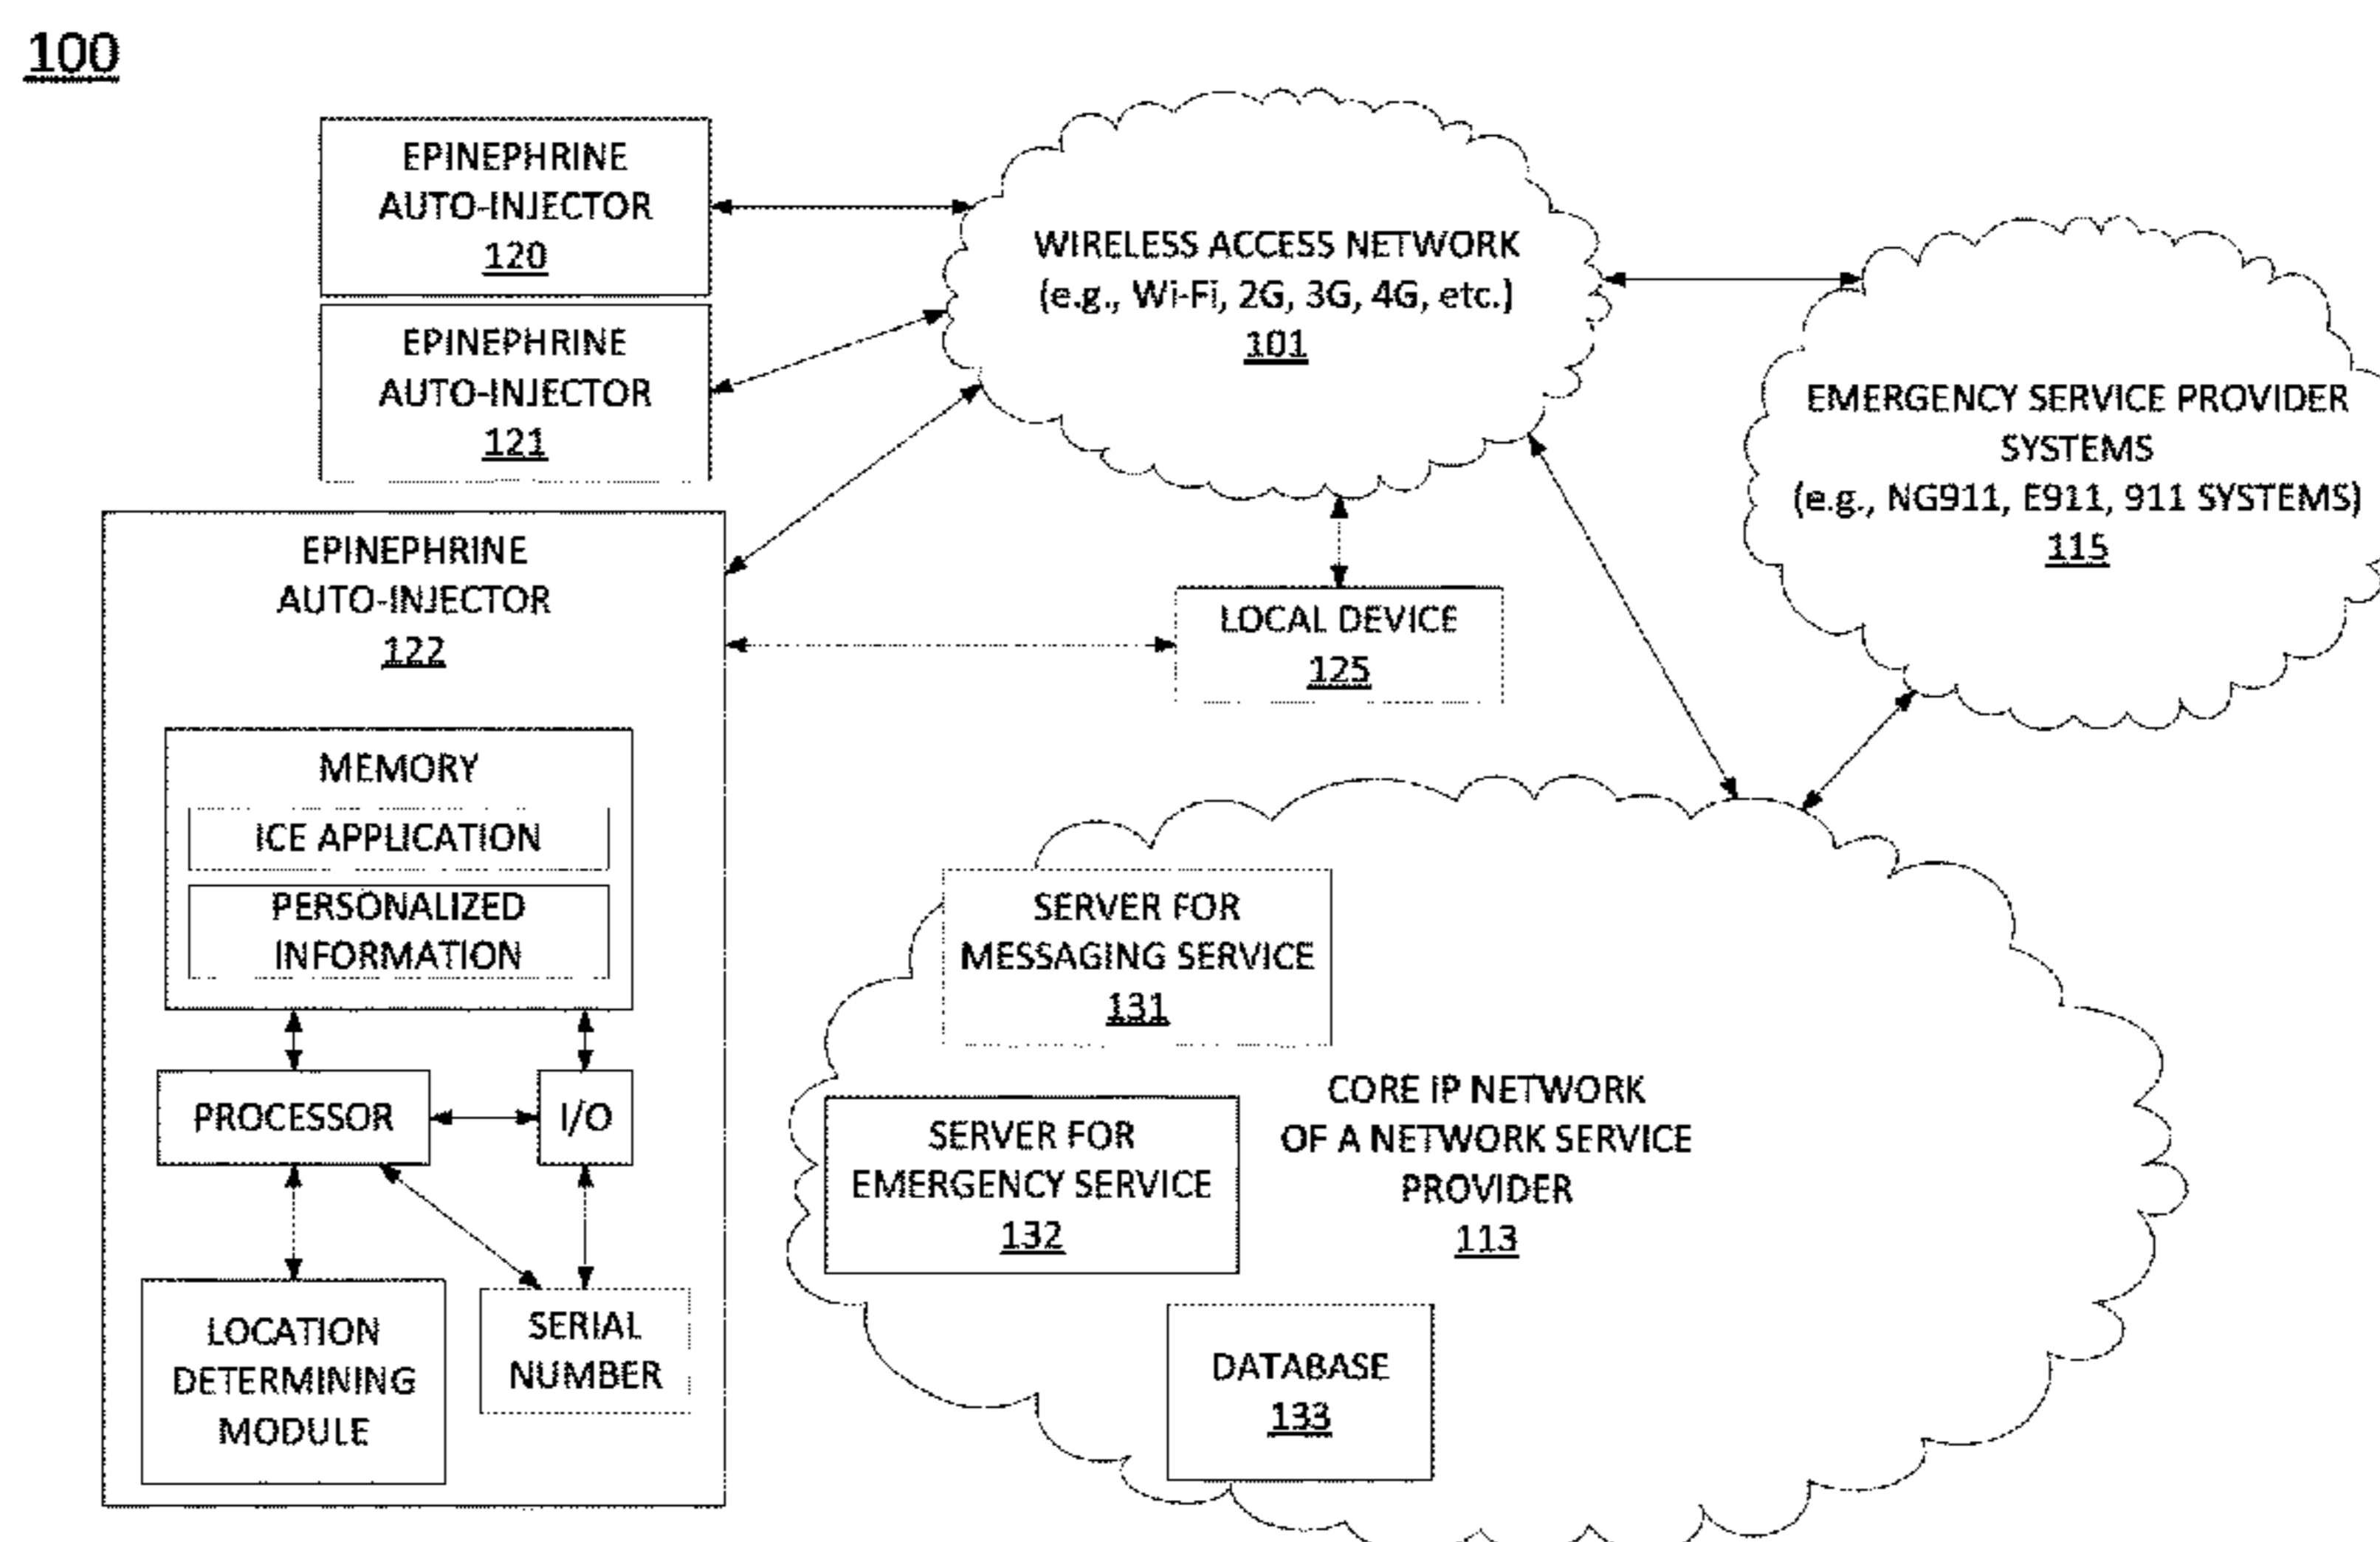 100
EPINEPHRINE
AUTO-INJECTOR
120
EPINEPHRINE
AUTO-INJECTOR
121
EPINEPHRINE
AUTO-INJECTOR
122
MEMORY
ICE APPLICATION
PERSONALIZED
INFORMATION
PROCESSOR
I/O
LOCATION
DETERMINING
MODULE
SERIAL
NUMBER
WIRELESS ACCESS NETWORK
(e.g., Wi-Fi, 2G, 3G, 4G, etc.)
101
LOCAL DEVICE
125
EMERGENCY SERVICE PROVIDER
SYSTEMS
(e.g., NG911, E911, 911 SYSTEMS)
115
SERVER FOR
MESSAGING SERVICE
131
SERVER FOR
EMERGENCY SERVICE
132
CORE IP NETWORK
OF A NETWORK SERVICE
PROVIDER
113
DATABASE
133